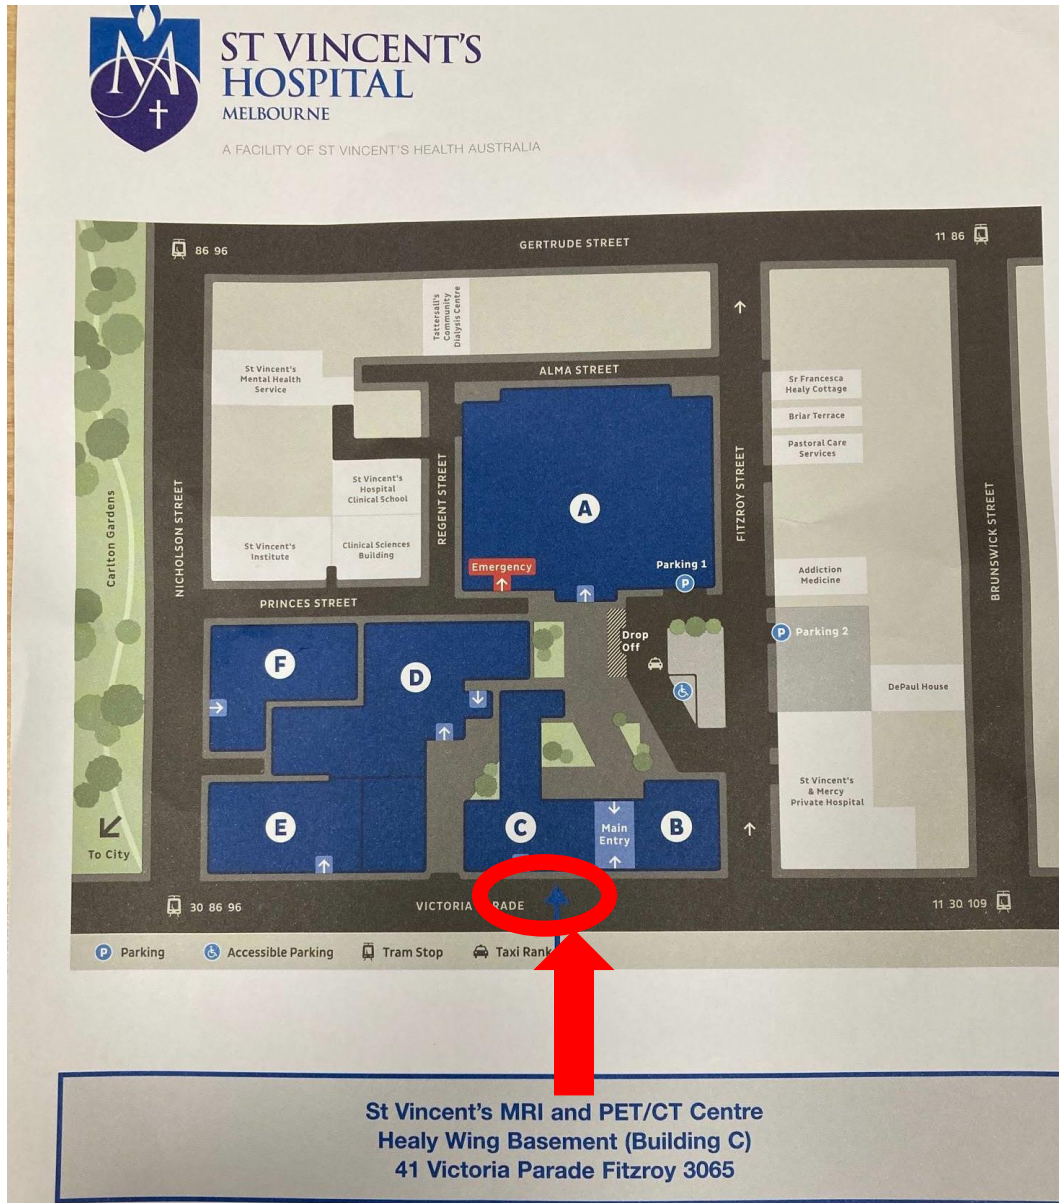 ST VINCENT'S
HOSPITAL
MELBOURNE
A FACILITY OF ST VINCENT'S HEALTH AUSTRALIA
86 96
GERTRUDE STREET
11 86
Tattersall's
Community
Dialysis Centre
St Vincent's
Mental Health
Service
ALMA STREET
Sr Francesca
Healy Cottage
Briar Terrace
Pastoral Care
Services
Carlton Gardens
NICHOLSON STREET
St Vincent's
Hospital
Clinical School
REGENT STREET
A
FITZROY STREET
BRUNSWICK STREET
St Vincent's
Institute
Clinical Sciences
Building
Emergency
Parking 1
P
Addiction
Medicine
PRINCES STREET
Drop
Off
P Parking 2
F
D
DePaul House
St Vincent's
& Mercy
Private Hospital
E
C
Main
Entry
B
To City
30 86 96
VICTORIA RADE
11 30 109
P Parking
Accessible Parking
Tram Stop
Taxi Rank
St Vincent's MRI and PET/CT Centre
Healy Wing Basement (Building C)
41 Victoria Parade Fitzroy 3065